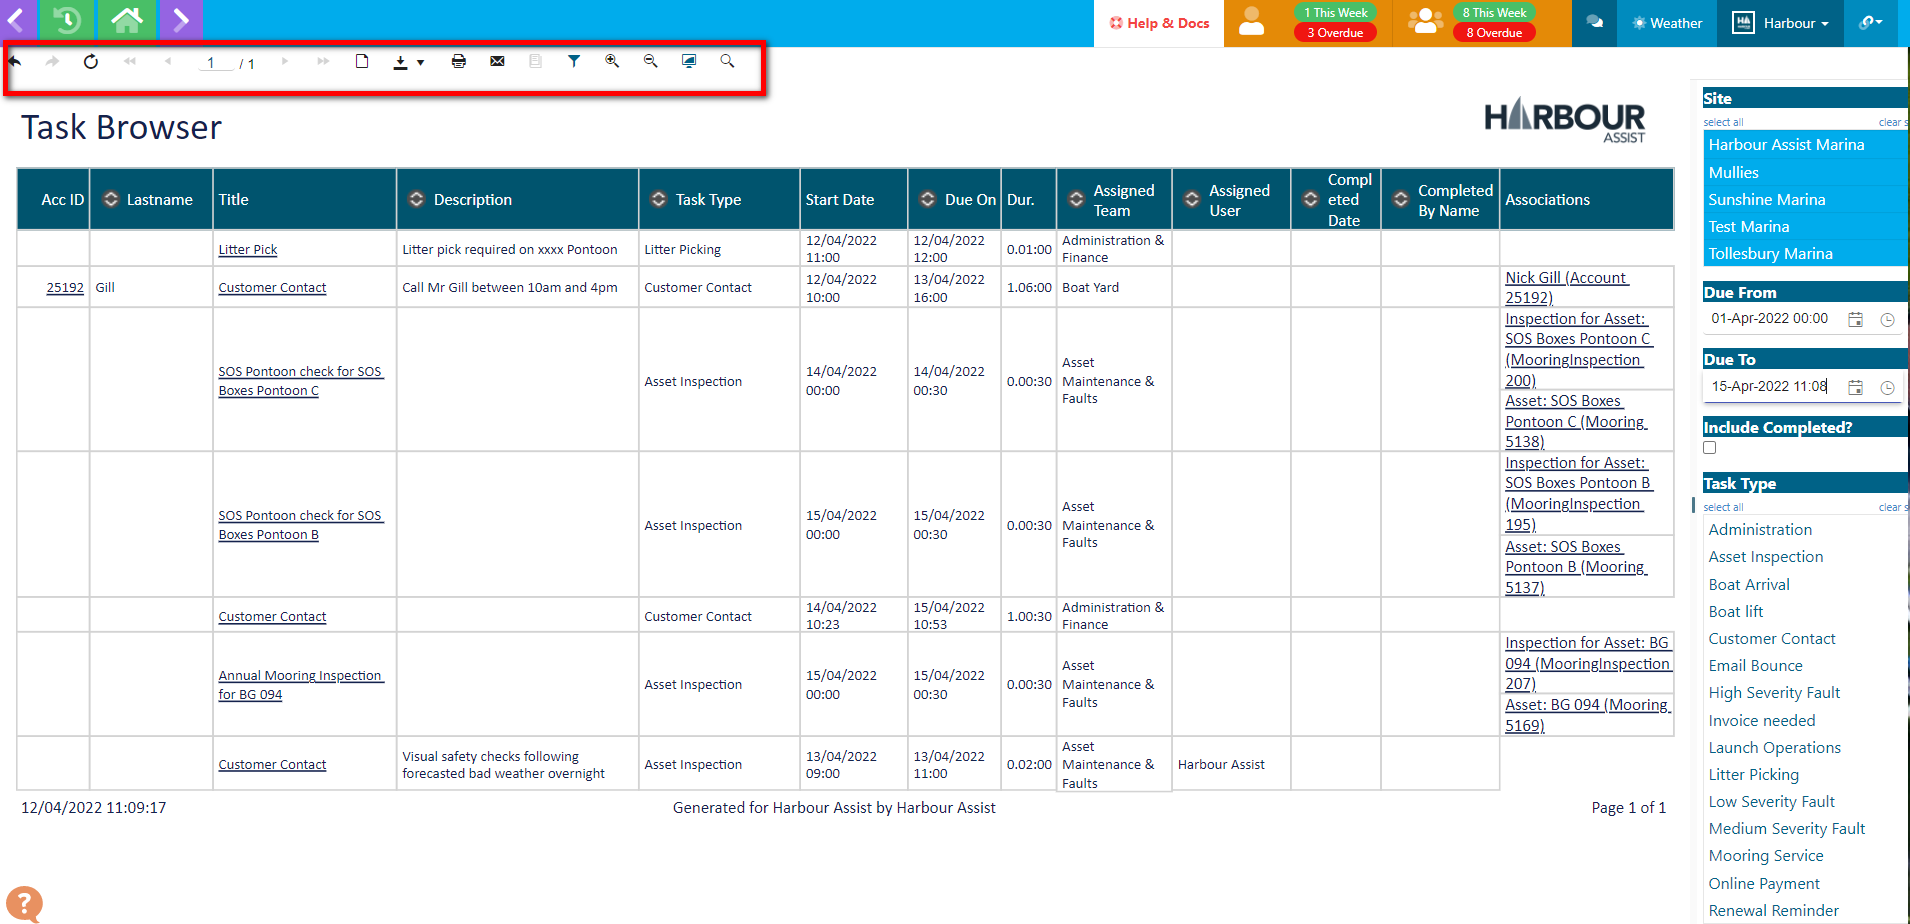 Help & Docs
1 This Week
3 Overdue
8 This Week
8 Overdue
Weather
HA
Harbour
1 / 1
Task Browser
HARBOUR
ASSIST
Acc ID Lastname Title Description Task Type Start Date Due On Dur. Assigned Team Assigned User Compl eted Date Completed By Name Associations
Litter Pick Litter pick required on xxxx Pontoon Litter Picking 12/04/2022 11:00 12/04/2022 12:00 0.01:00 Administration & Finance
25192 Gill Customer Contact Call Mr Gill between 10am and 4pm Customer Contact 12/04/2022 10:00 13/04/2022 16:00 1.06:00 Boat Yard Nick Gill (Account 25192)
SOS Pontoon check for SOS Boxes Pontoon C Asset Inspection 14/04/2022 00:00 14/04/2022 00:30 0.00:30 Asset Maintenance & Faults Inspection for Asset: SOS Boxes Pontoon C (MooringInspection 200)
Asset: SOS Boxes Pontoon C (Mooring 5138)
SOS Pontoon check for SOS Boxes Pontoon B Asset Inspection 15/04/2022 00:00 15/04/2022 00:30 0.00:30 Asset Maintenance & Faults Inspection for Asset: SOS Boxes Pontoon B (MooringInspection 195)
Asset: SOS Boxes Pontoon B (Mooring 5137)
Customer Contact Customer Contact 14/04/2022 10:23 15/04/2022 10:53 1.00:30 Administration & Finance
Annual Mooring Inspection for BG 094 Asset Inspection 15/04/2022 00:00 15/04/2022 00:30 0.00:30 Asset Maintenance & Faults Inspection for Asset: BG 094 (MooringInspection 207)
Asset: BG 094 (Mooring 5169)
Customer Contact Visual safety checks following forecasted bad weather overnight Asset Inspection 13/04/2022 09:00 13/04/2022 11:00 0.02:00 Asset Maintenance & Faults Harbour Assist
12/04/2022 11:09:17 Generated for Harbour Assist by Harbour Assist Page 1 of 1
Site
select all clear s
Harbour Assist Marina
Mullies
Sunshine Marina
Test Marina
Tollesbury Marina
Due From
01-Apr-2022 00:00
Due To
15-Apr-2022 11:08
Include Completed?
Task Type
select all clear s
Administration
Asset Inspection
Boat Arrival
Boat lift
Customer Contact
Email Bounce
High Severity Fault
Invoice needed
Launch Operations
Litter Picking
Low Severity Fault
Medium Severity Fault
Mooring Service
Online Payment
Renewal Reminder
?